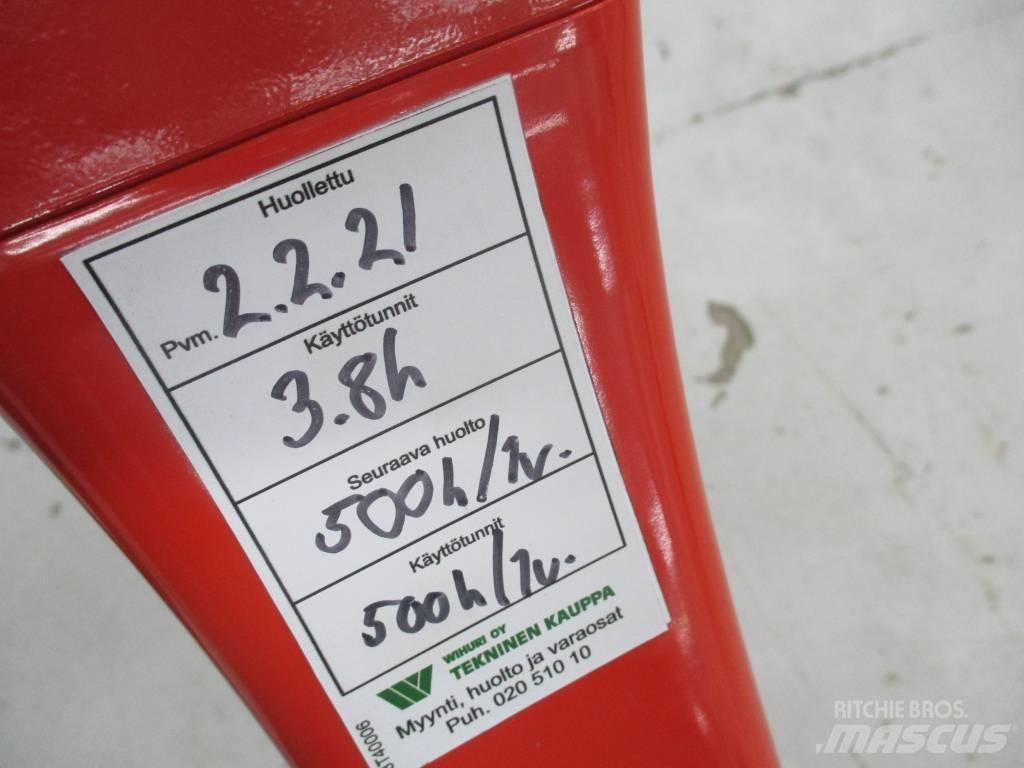 Huollettu
Pvm. 2.2.21
Käyttötunnit
3.8h
Seuraava huolto
500h/1v.
Käyttötunnit
500h/1v.
WIHURI OY
TEKNINEN KAUPPA
Myynti, huolto ja varaosat
Puh. 020 510 10
RITCHIE BROS.
MASCUS